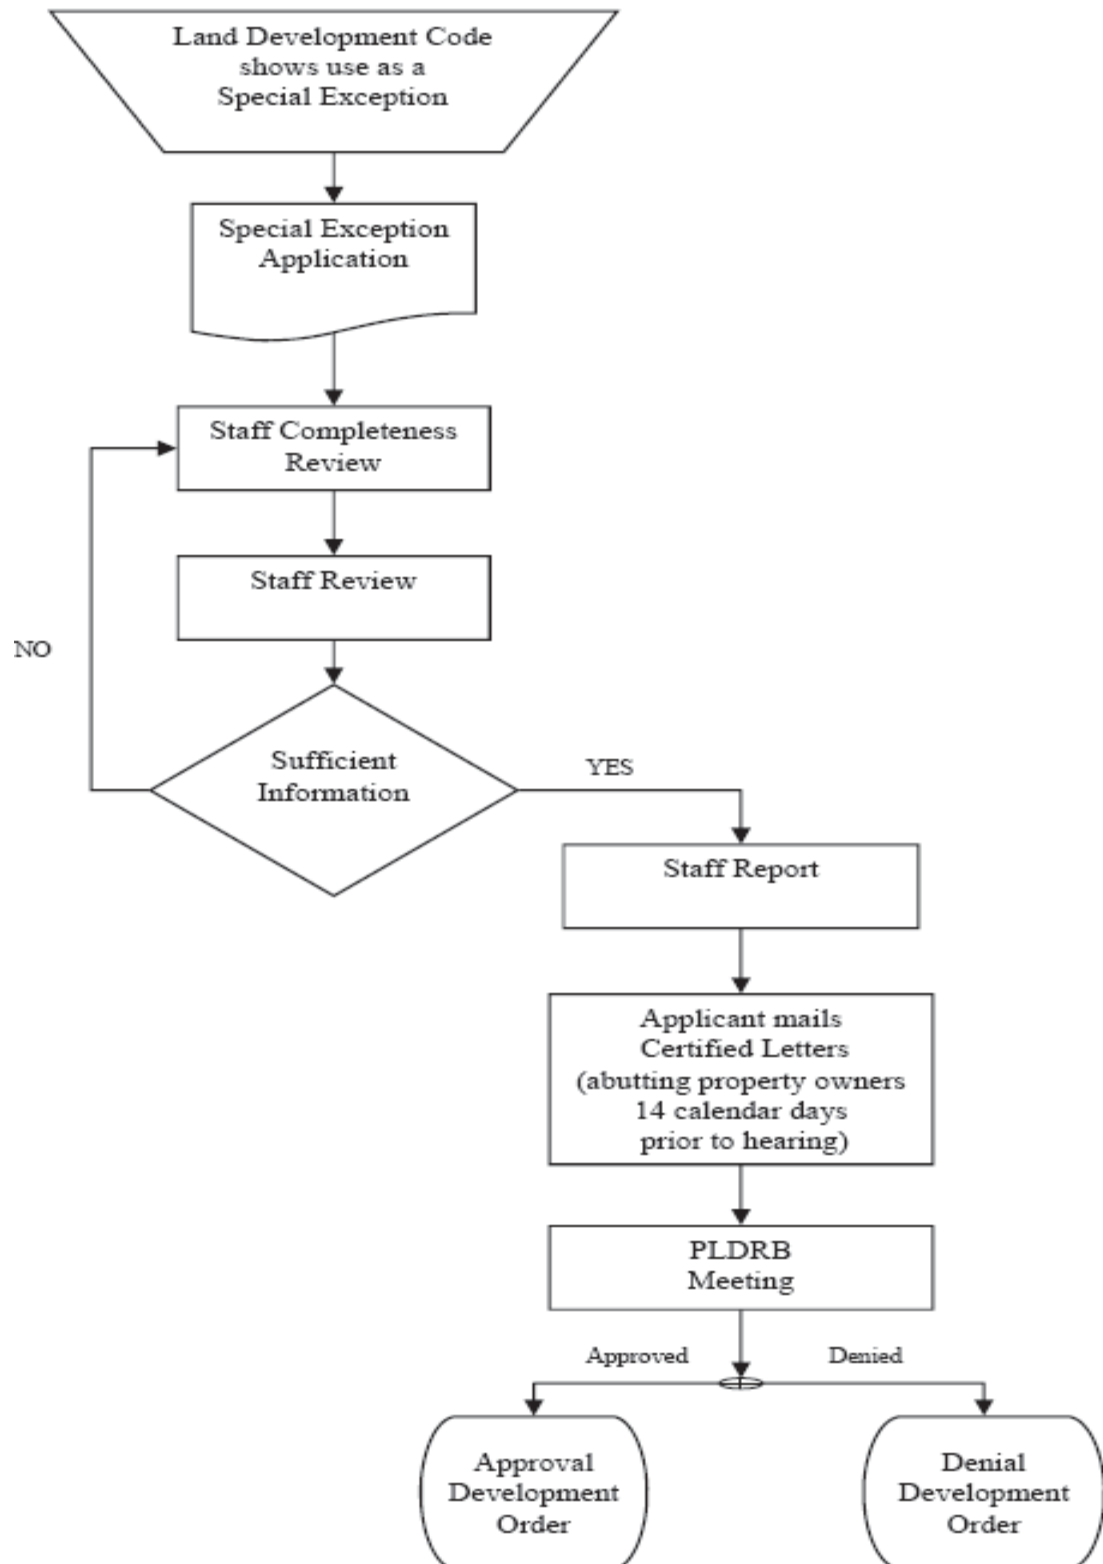 Land Development Code
shows use as a
Special Exception
Special Exception
Application
Staff Completeness
Review
Staff Review
NO
Sufficient
Information
YES
Staff Report
Applicant mails
Certified Letters
(abutting property owners
14 calendar days
prior to hearing)
PLDRB
Meeting
Approved
Denied
Approval
Development
Order
Denial
Development
Order